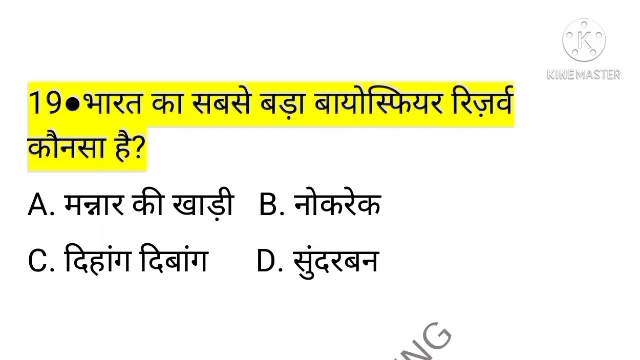 KINEMASTER
19●भारत का सबसे बड़ा बायोस्फियर रिज़र्व
कौनसा है?
A. मन्नार की खाड़ी B. नोकरेक
C. दिहांग दिबांग D. सुंदरबन